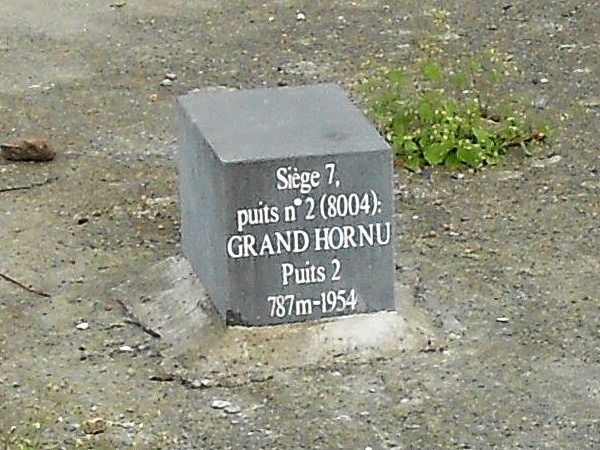 Siège 7,
puits n° 2 (8004):
GRAND HORNU
Puits 2
787m-1954